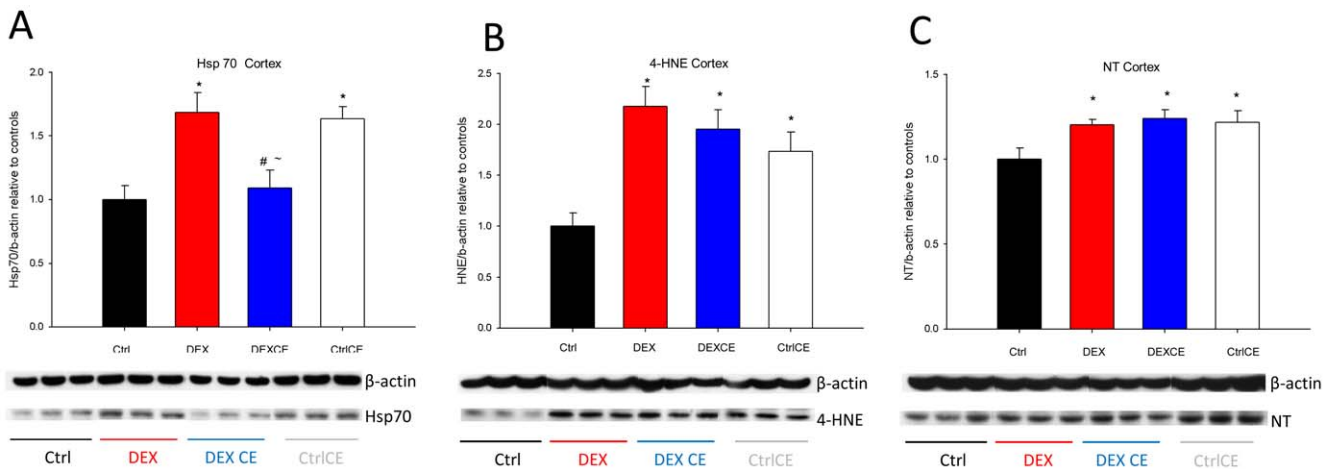 A
Hsp 70 Cortex
Hsp70/b-actin relative to controls
2.0
1.5
1.0
0.5
0.0
*
# ~
*
Ctrl
DEX
DEXCE
CtrlCE
β-actin
Hsp70
Ctrl
DEX
DEX CE
CtrlCE
B
4-HNE Cortex
HNE/b-actin relative to controls
2.5
2.0
1.5
1.0
0.5
0.0
*
*
*
Ctrl
DEX
DEXCE
CtrlCE
β-actin
4-HNE
Ctrl
DEX
DEX CE
CtrlCE
C
NT Cortex
NT/b-actin relative to controls
1.5
1.0
0.5
0.0
*
*
*
Ctrl
DEX
DEXCE
CtrlCE
β-actin
NT
Ctrl
DEX
DEX CE
CtrlCE